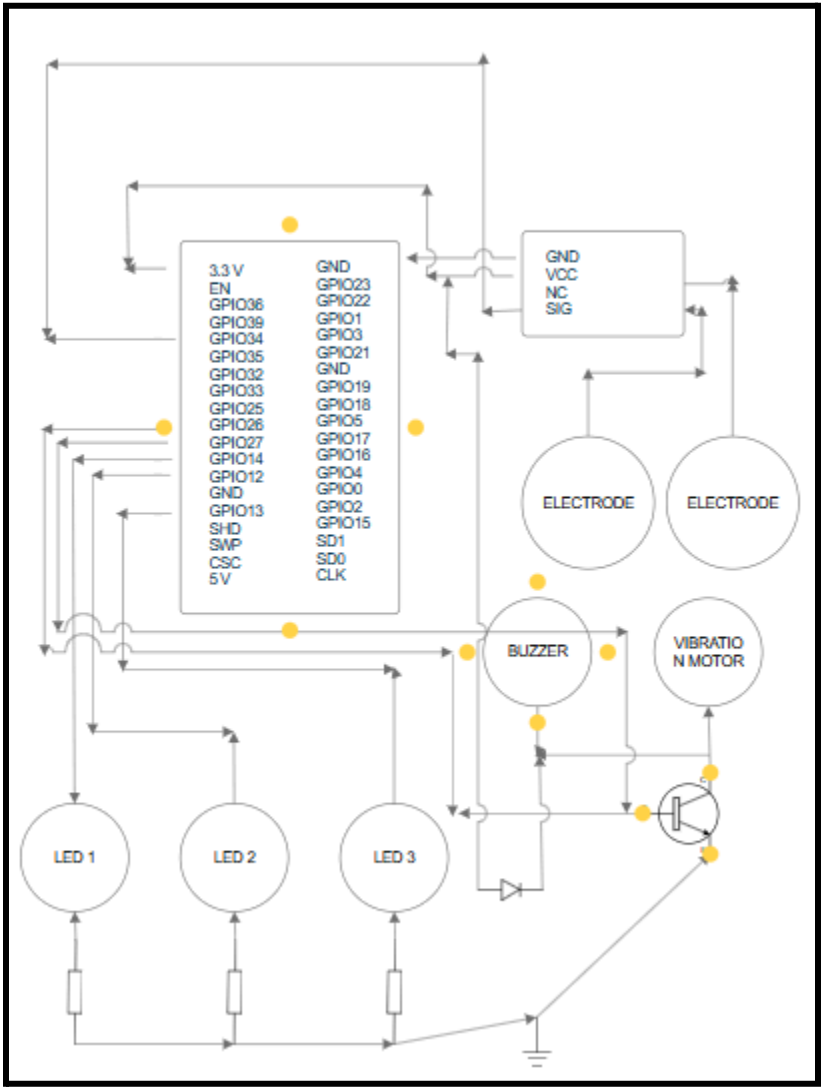 3.3 V
EN
GPIO36
GPIO39
GPIO34
GPIO35
GPIO32
GPIO33
GPIO25
GPIO26
GPIO27
GPIO14
GPIO12
GND
GPIO13
SHD
SWP
CSC
5 V
GND
GPIO23
GPIO22
GPIO1
GPIO3
GPIO21
GND
GPIO19
GPIO18
GPIO5
GPIO17
GPIO16
GPIO4
GPIO0
GPIO2
GPIO15
SD1
SD0
CLK
GND
VCC
NC
SIG
ELECTRODE
ELECTRODE
BUZZER
VIBRATIO
N MOTOR
LED 1
LED 2
LED 3